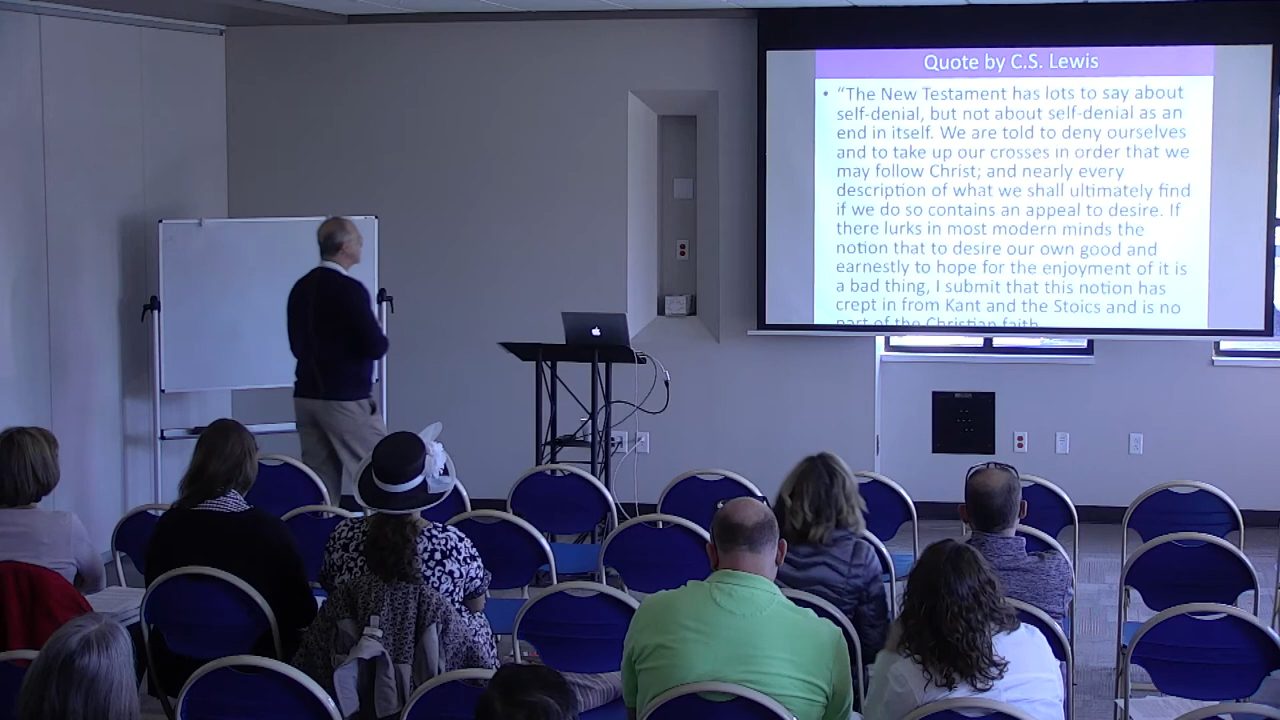 Quote by C.S. Lewis
• “The New Testament has lots to say about
self-denial, but not about self-denial as an
end in itself. We are told to deny ourselves
and to take up our crosses in order that we
may follow Christ; and nearly every
description of what we shall ultimately find
if we do so contains an appeal to desire. If
there lurks in most modern minds the
notion that to desire our own good and
earnestly to hope for the enjoyment of it is
a bad thing, I submit that this notion has
crept in from Kant and the Stoics and is no
part of the Christian faith